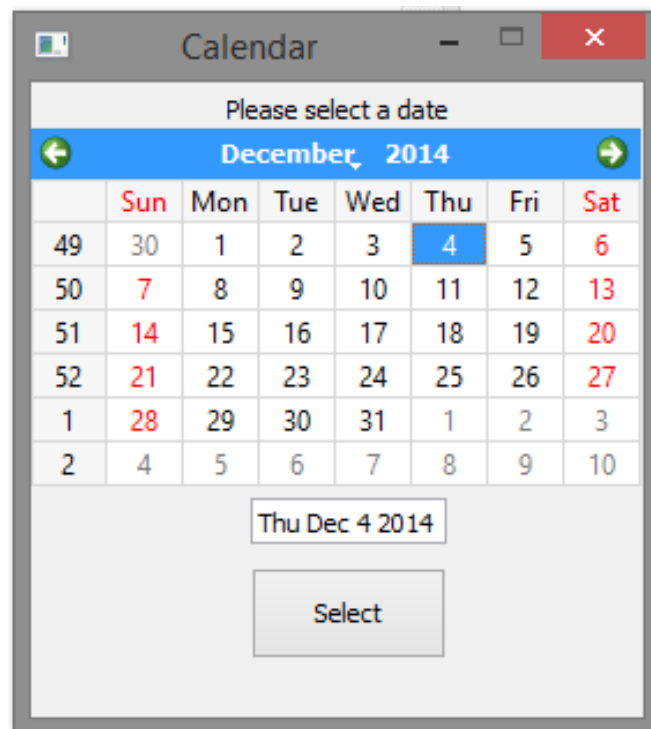 Calendar
Please select a date
December 2014
Sun Mon Tue Wed Thu Fri Sat
49 30 1 2 3 4 5 6
50 7 8 9 10 11 12 13
51 14 15 16 17 18 19 20
52 21 22 23 24 25 26 27
1 28 29 30 31 1 2 3
2 4 5 6 7 8 9 10
Thu Dec 4 2014
Select